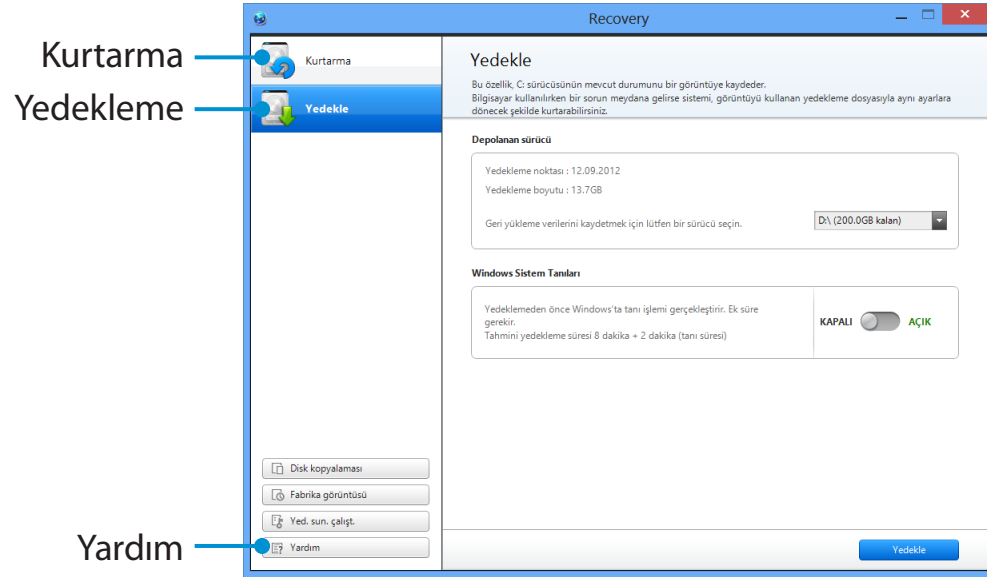 Recovery
Kurtarma
Yedekleme
Yardım
Kurtarma
Yedekle
Disk kopyalaması
Fabrika görüntüsü
Yed. sun. çalışt.
Yardım
Yedekle
Bu özellik, C: sürücüsünün mevcut durumunu bir görüntüye kaydeder.
Bilgisayar kullanılırken bir sorun meydana gelirse sistemi, görüntüyü kullanan yedekleme dosyasıyla aynı ayarlara
dönecek şekilde kurtarabilirsiniz.
Depolanan sürücü
Yedekleme noktası : 12.09.2012
Yedekleme boyutu : 13.7GB
Geri yükleme verilerini kaydetmek için lütfen bir sürücü seçin.
D:\ (200.0GB kalan)
Windows Sistem Tanıları
Yedeklemeden önce Windows'ta tanı işlemi gerçekleştirir. Ek süre
gerekir.
Tahmini yedekleme süresi 8 dakika + 2 dakika (tanı süresi)
KAPALI AÇIK
Yedekle